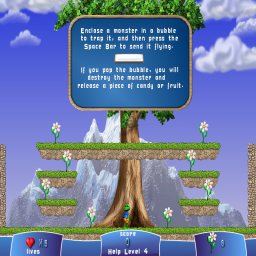 Enclose a monster in a bubble
to trap it, and then press the
Space Bar to send it flying.
If you pop the bubble, you will
destroy the monster and
release a piece of candy or fruit.
score
0
lives
Help Level 4